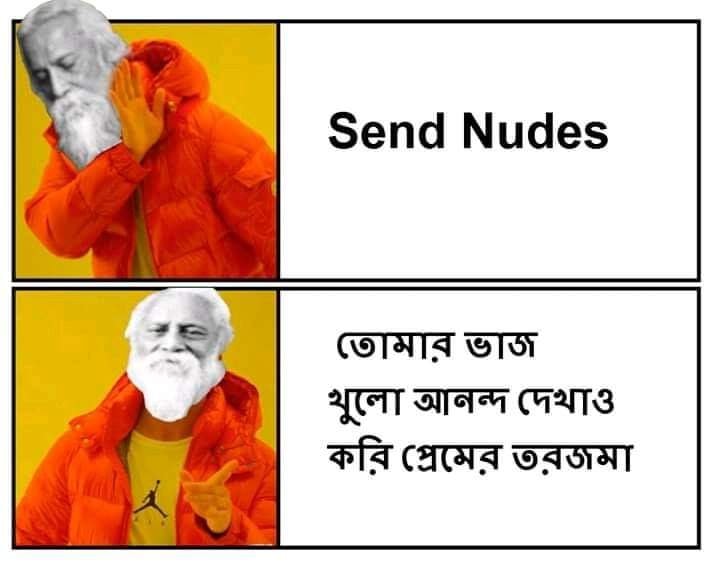 Send Nudes
তোমার ভাজ
খুলো আনন্দ দেখাও
করি প্রেমের তরজমা